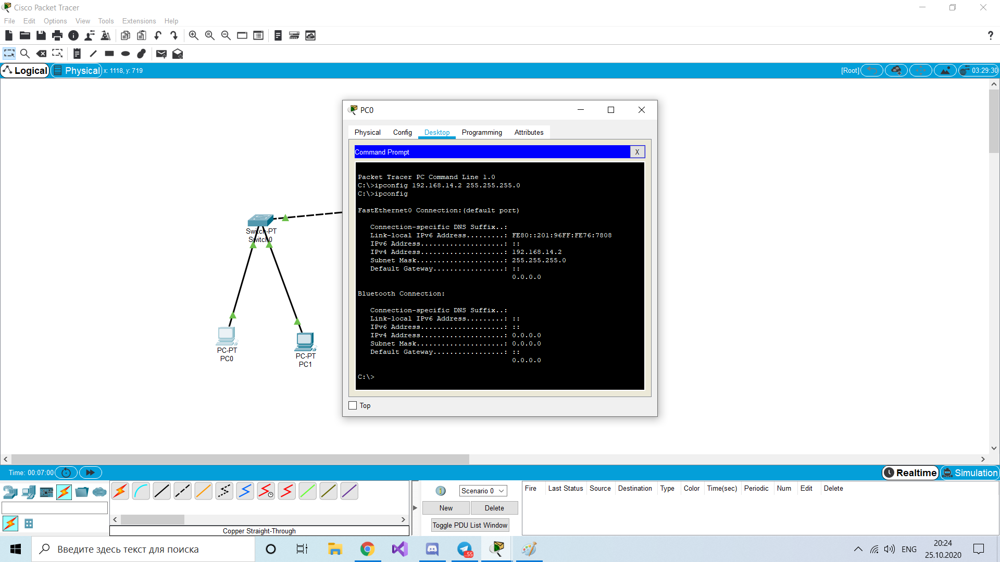 Cisco Packet Tracer
File Edit Options View Tools Extensions Help
?
Logical Physical x: 1118, y: 719 [Root] 03:29:30
PC0
Physical Config Desktop Programming Attributes
Command Prompt X
Packet Tracer PC Command Line 1.0
C:\>ipconfig 192.168.14.2 255.255.255.0
C:\>ipconfig
FastEthernet0 Connection:(default port)
Connection-specific DNS Suffix..:
Link-local IPv6 Address.........: FE80::201:96FF:FE76:7808
IPv6 Address....................: ::
IPv4 Address....................: 192.168.14.2
Subnet Mask.....................: 255.255.255.0
Default Gateway.................: ::
0.0.0.0
Bluetooth Connection:
Connection-specific DNS Suffix..:
Link-local IPv6 Address.........: ::
IPv6 Address....................: ::
IPv4 Address....................: 0.0.0.0
Subnet Mask.....................: 0.0.0.0
Default Gateway.................: ::
0.0.0.0
C:\>
Top
Switch-PT
Switch0
PC-PT
PC0
PC-PT
PC1
Time: 00:07:00 Realtime Simulation
Scenario 0
New Delete
Toggle PDU List Window
Fire Last Status Source Destination Type Color Time(sec) Periodic Num Edit Delete
Copper Straight-Through
Введите здесь текст для поиска
55
ENG
20:24
25.10.2020